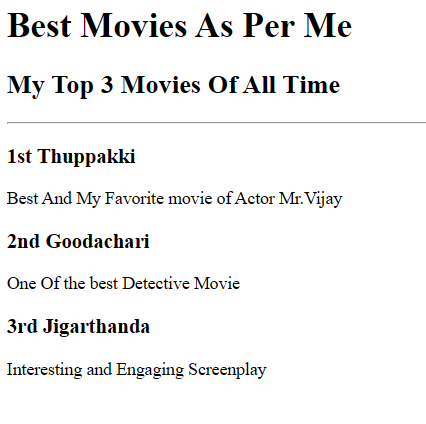 Best Movies As Per Me
My Top 3 Movies Of All Time
1st Thuppakki
Best And My Favorite movie of Actor Mr.Vijay
2nd Goodachari
One Of the best Detective Movie
3rd Jigarthanda
Interesting and Engaging Screenplay